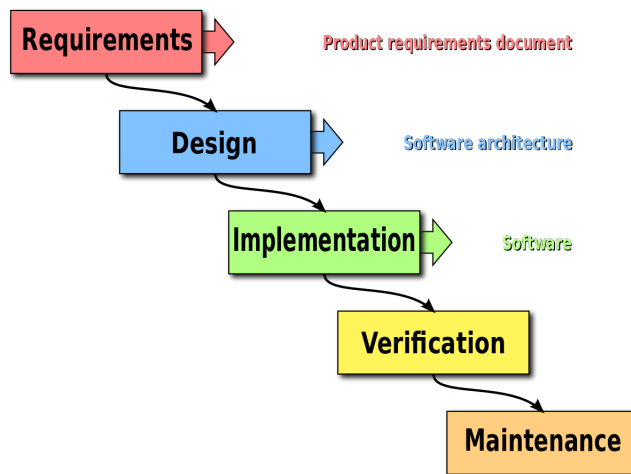 Requirements
Product requirements document
Design
Software architecture
Implementation
Software
Verification
Maintenance